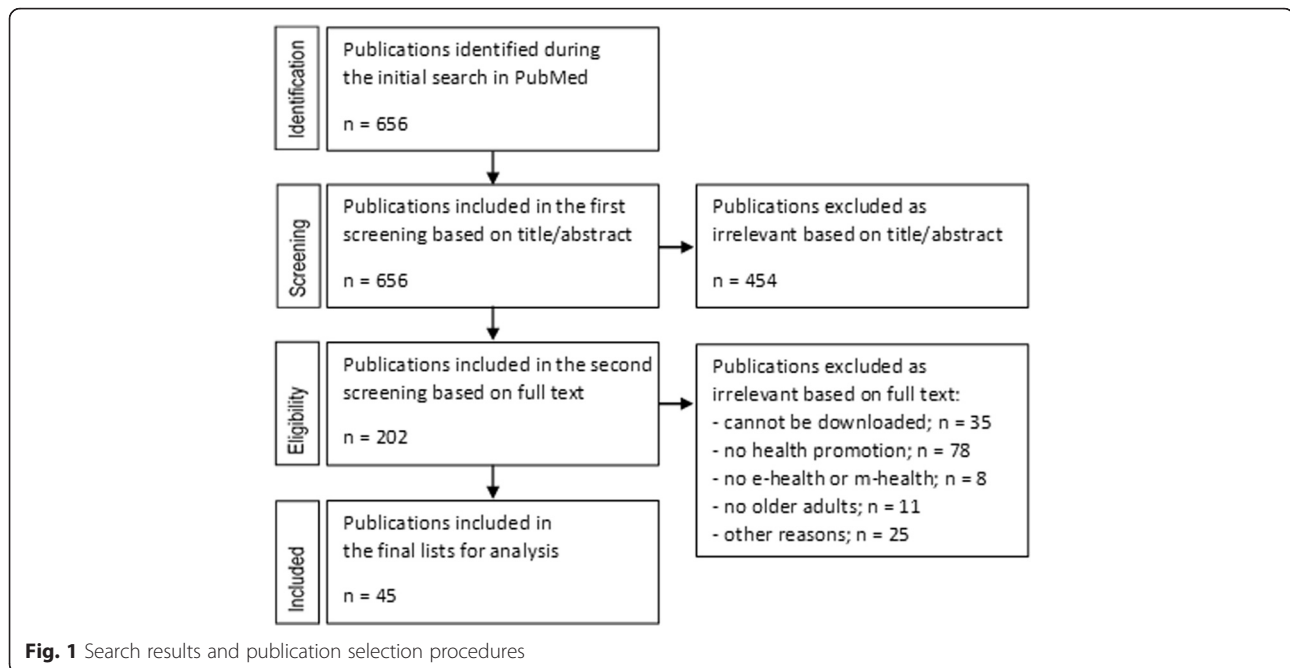 Identification
Publications identified during
the initial search in PubMed
n = 656
Screening
Publications included in the first
screening based on title/abstract
n = 656
Publications excluded as
irrelevant based on title/abstract
n = 454
Eligibility
Publications included in the second
screening based on full text
n = 202
Publications excluded as
irrelevant based on full text:
- cannot be downloaded; n = 35
- no health promotion; n = 78
- no e-health or m-health; n = 8
- no older adults; n = 11
- other reasons; n = 25
Included
Publications included in
the final lists for analysis
n = 45
Fig. 1 Search results and publication selection procedures